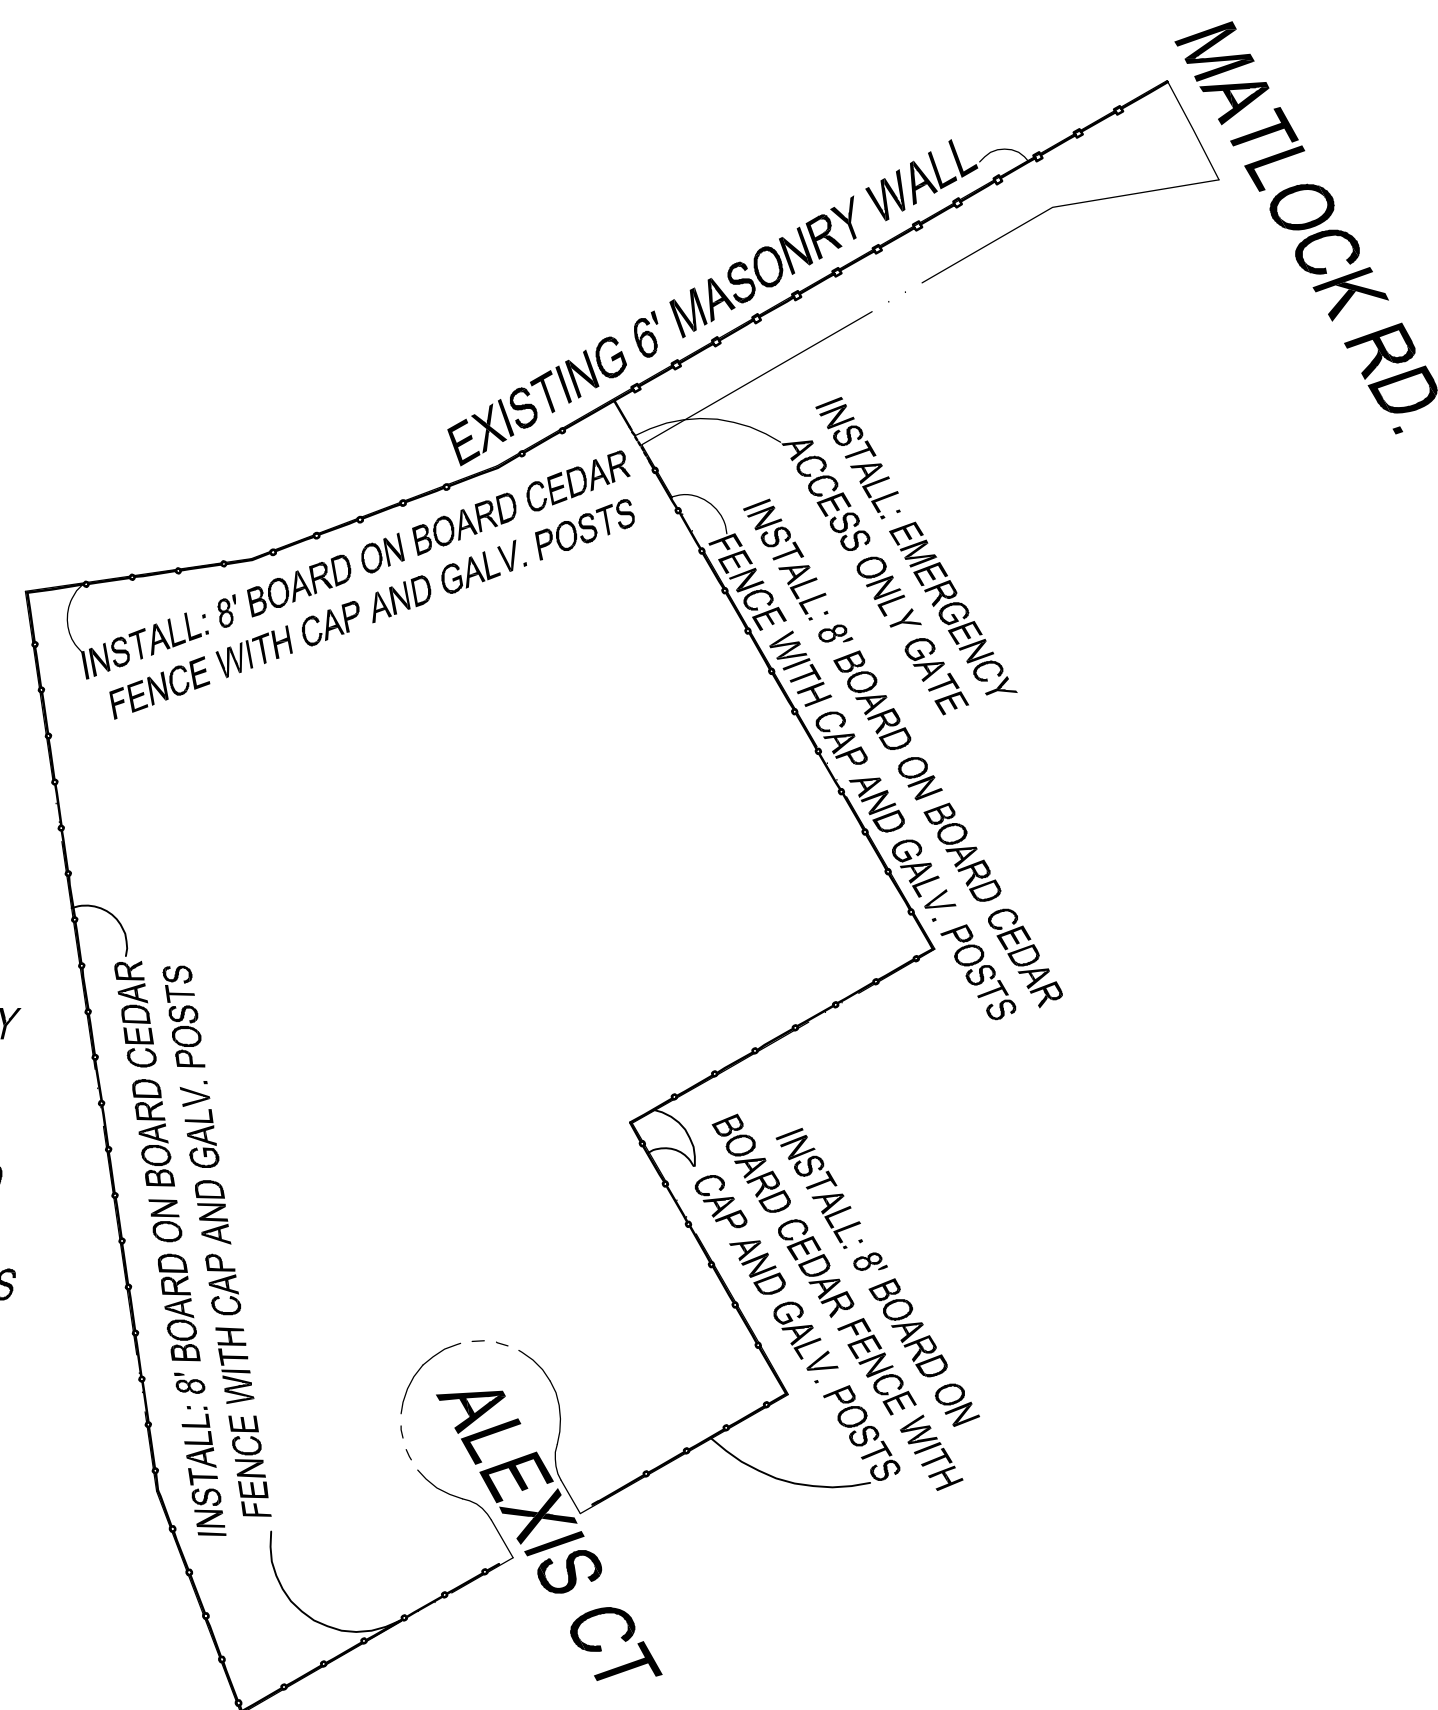 MATLOCK RD.
EXISTING 6' MASONRY WALL
INSTALL: EMERGENCY
ACCESS ONLY GATE
INSTALL: 8' BOARD ON BOARD CEDAR
FENCE WITH CAP AND GALV. POSTS
INSTALL: 8' BOARD ON BOARD CEDAR
FENCE WITH CAP AND GALV. POSTS
INSTALL: 8' BOARD ON BOARD CEDAR
FENCE WITH CAP AND GALV. POSTS
INSTALL: 8' BOARD ON
BOARD CEDAR FENCE WITH
CAP AND GALV. POSTS
ALEXIS CT
Y
S